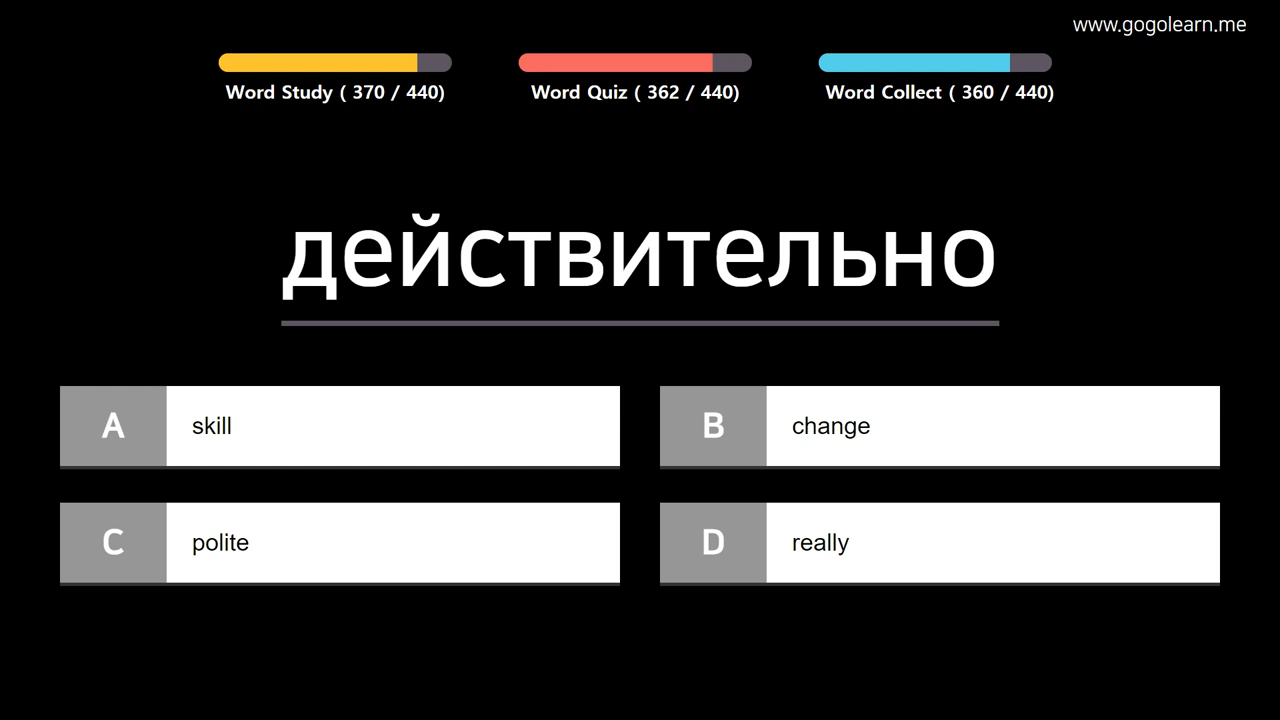 www.gogolearn.me
Word Study ( 370 / 440)
Word Quiz ( 362 / 440)
Word Collect ( 360 / 440)
действительно
A skill
B change
C polite
D really